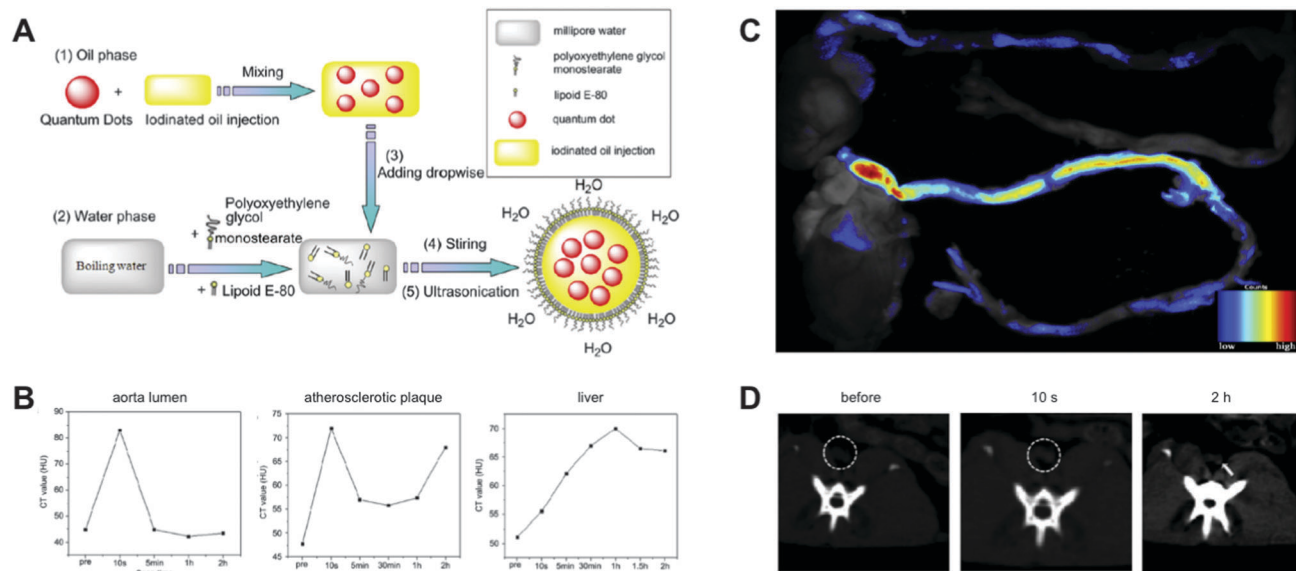 A
(1) Oil phase
Quantum Dots
+
Iodinated oil injection
Mixing
(3)
Adding dropwise
(2) Water phase
Boiling water
+
Polyoxyethylene
glycol
monostearate
+ Lipoid E-80
(4) Stiring
(5) Ultrasonication
H2O
H2O
H2O
H2O
H2O
H2O
H2O
H2O
millipore water
polyoxyethylene glycol
monostearate
lipoid E-80
quantum dot
iodinated oil injection
B
aorta lumen
CT value (HU)
90
80
70
60
50
40
pre
10s
5min
1h
2h
atherosclerotic plaque
CT value (HU)
75
70
65
60
55
50
45
pre
10s
5min
30min
1h
2h
liver
CT value (HU)
70
65
60
55
50
pre
10s
5min
30min
1h
1.5h
2h
C
Counts
low
high
D
before
10 s
2 h